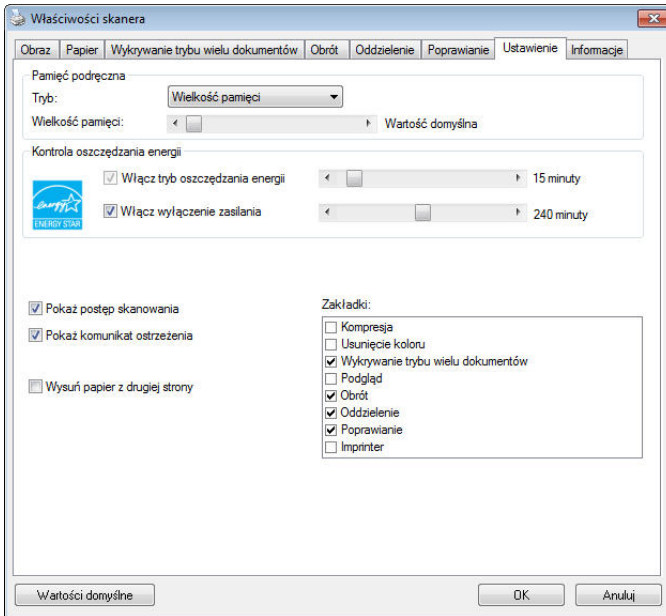 Właściwości skanera
Obraz Papier Wykrywanie trybu wielu dokumentów Obrót Oddzielenie Poprawianie Ustawienie Informacje
Pamięć podręczna
Tryb: Wielkość pamięci
Wielkość pamięci: Wartość domyślna
Kontrola oszczędzania energii
Włącz tryb oszczędzania energii 15 minuty
energy
ENERGY STAR
Włącz wyłączenie zasilania 240 minuty
Pokaż postęp skanowania
Pokaż komunikat ostrzeżenia
Wysuń papier z drugiej strony
Zakładki:
Kompresja
Usunięcie koloru
Wykrywanie trybu wielu dokumentów
Podgląd
Obrót
Oddzielenie
Poprawianie
Imprinter
Wartości domyślne OK Anuluj